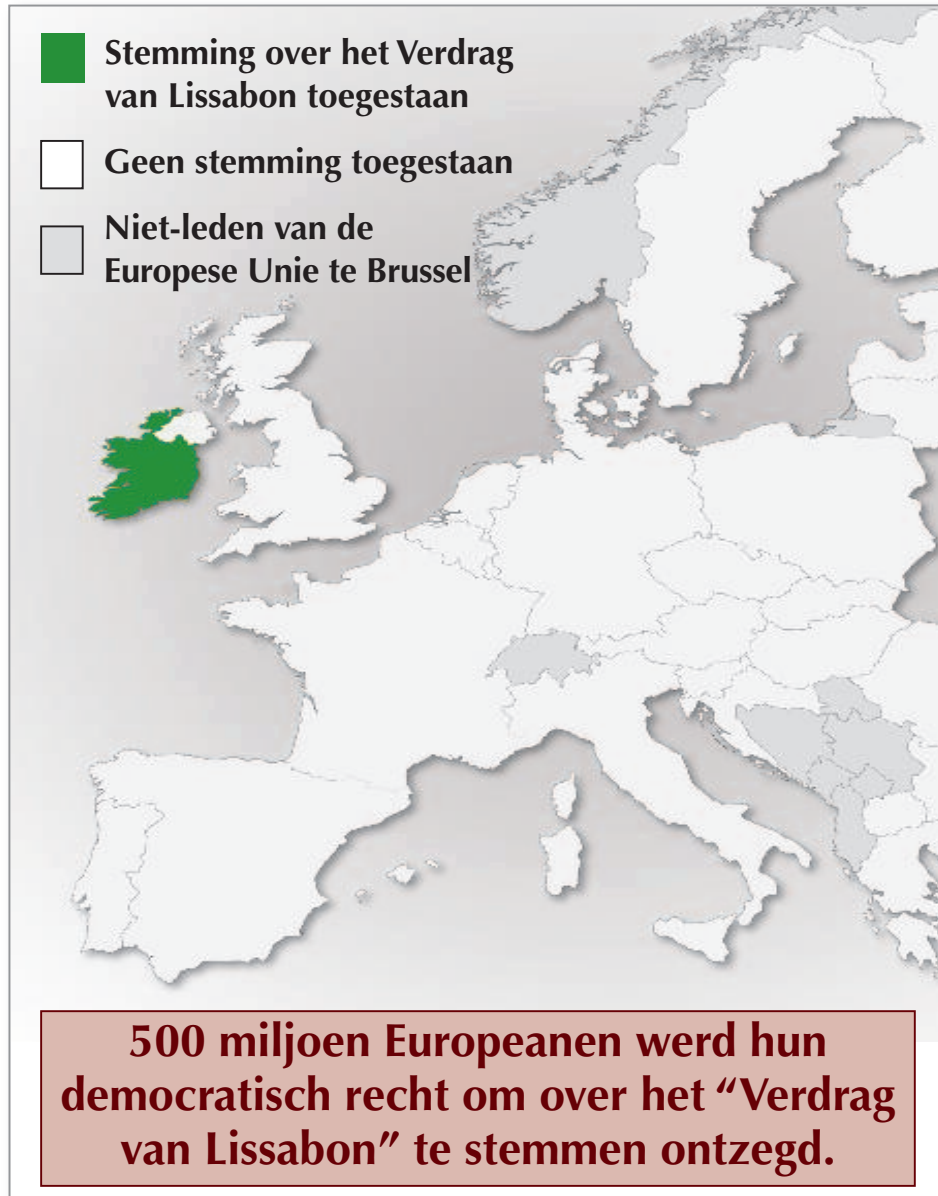 Stemming over het Verdrag
van Lissabon toegestaan
Geen stemming toegestaan
Niet-leden van de
Europese Unie te Brussel
500 miljoen Europeanen werd hun
democratisch recht om over het “Verdrag
van Lissabon” te stemmen ontzegd.